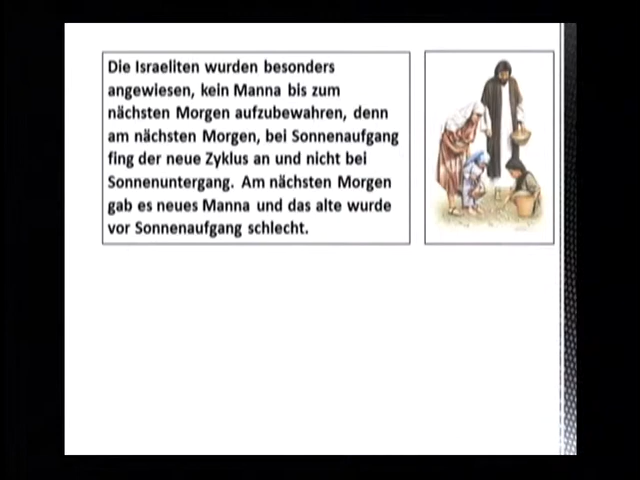 Die Israeliten wurden besonders
angewiesen, kein Manna bis zum
nächsten Morgen aufzubewahren, denn
am nächsten Morgen, bei Sonnenaufgang
fing der neue Zyklus an und nicht bei
Sonnenuntergang. Am nächsten Morgen
gab es neues Manna und das alte wurde
vor Sonnenaufgang schlecht.